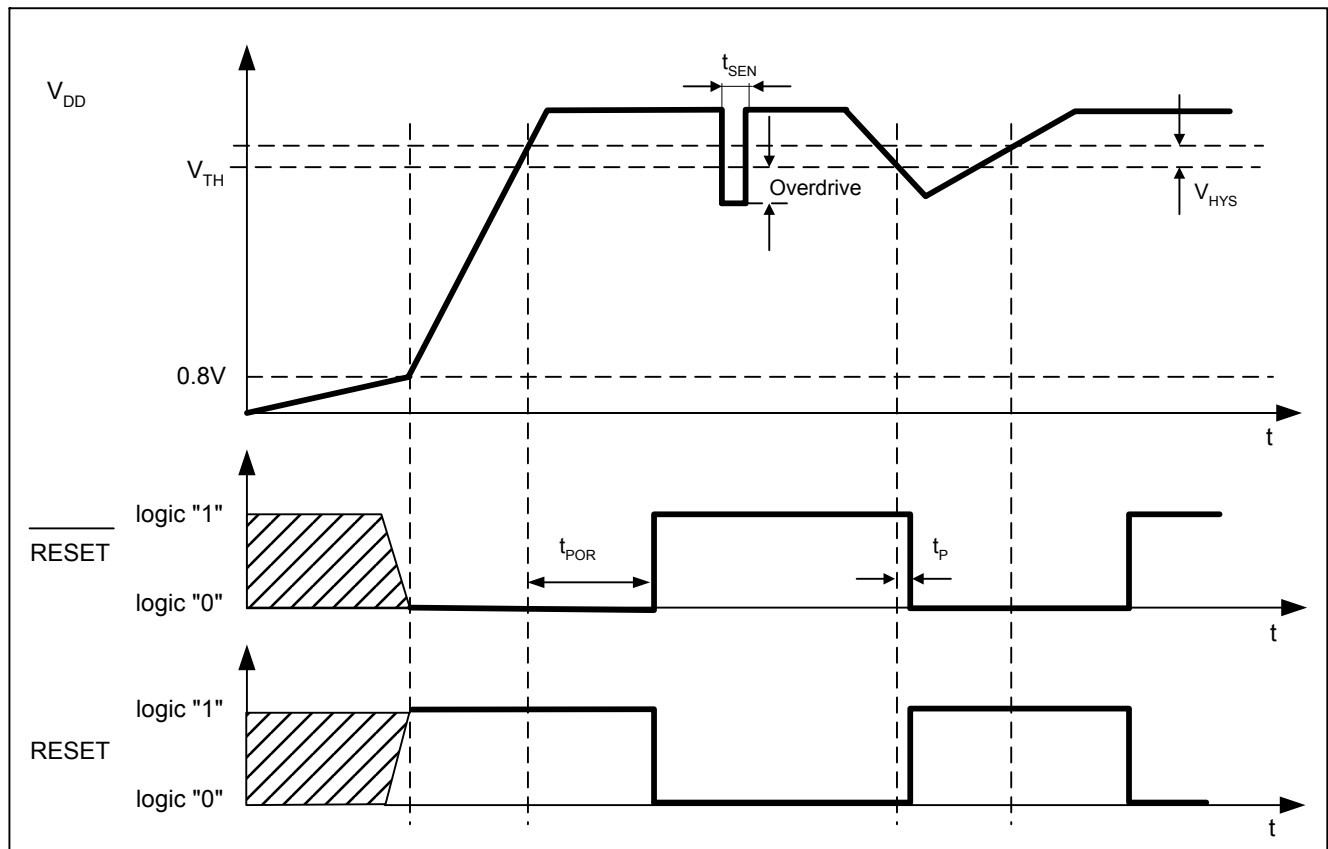 t_SEN
V_DD
V_TH
Overdrive
V_HYS
0.8V
t
logic "1"
RESET
t_POR
t_P
logic "0"
t
logic "1"
RESET
logic "0"
t